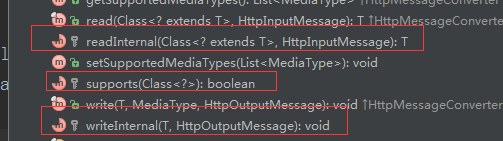 getSupportedMediaTypes(): List<MediaType>
read(Class<? extends T>, HttpInputMessage): T ↑HttpMessageConverter
readInternal(Class<? extends T>, HttpInputMessage): T
setSupportedMediaTypes(List<MediaType>): void
supports(Class<?>): boolean
write(T, MediaType, HttpOutputMessage): void ↑HttpMessageConverter
writeInternal(T, HttpOutputMessage): void